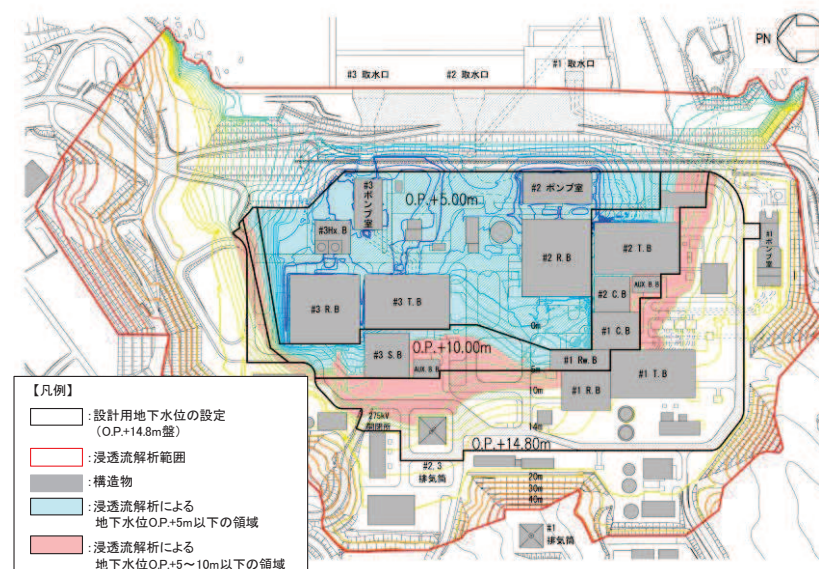 PN
#3 取水口
#2 取水口
#1 取水口
#3
ポンプ室
O.P.+5.00m
#2 ポンプ室
#1
ポンプ室
#3Hx.B
#2 R.B
#2 T.B
AUX.B.B
#2 C.B
#3 R.B
#3 T.B
#1 C.B
0m
O.P.+10.00m
#3 S.B
AUX.B.B
#1 Rw.B
5m
#1 T.B
#1 R.B
10m
14m
275kV
開閉所
O.P.+14.80m
#2,3
排気筒
20m
30m
40m
#1
排気筒
【凡例】
:設計用地下水位の設定
(O.P.+14.8m盤)
:浸透流解析範囲
:構造物
:浸透流解析による
地下水位O.P.+5m以下の領域
:浸透流解析による
地下水位O.P.+5~10m以下の領域